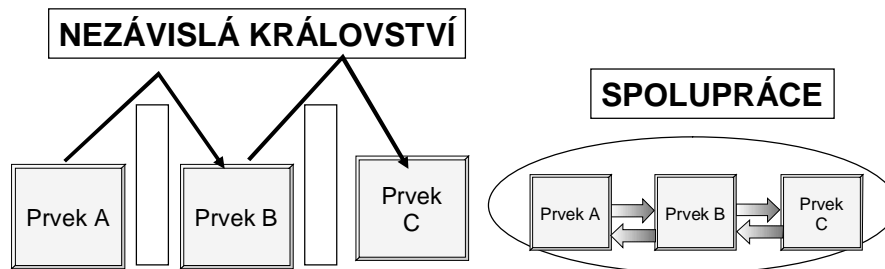 NEZÁVISLÁ KRÁLOVSTVÍ
Prvek A
Prvek B
Prvek
C
SPOLUPRÁCE
Prvek A
Prvek B
Prvek
C